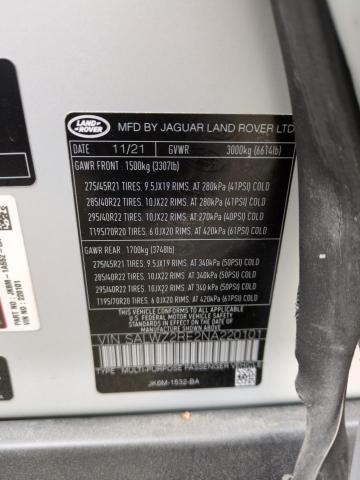 LAND
ROVER
MFD BY JAGUAR LAND ROVER LTD
DATE 11/21 GVWR 3000kg (6614lb)
GAWR FRONT 1500kg (3307lb)
275/45R21 TIRES, 9.5JX19 RIMS, AT 280kPa (41PSI) COLD
285/40R22 TIRES, 10JX22 RIMS, AT 280kPa (41PSI) COLD
295/40R22 TIRES, 10JX22 RIMS, AT 270kPa (40PSI) COLD
T195/70R20 TIRES, 6.0JX20 RIMS, AT 420kPa (61PSI) COLD
GAWR REAR 1700kg (3748lb)
275/45R21 TIRES, 9.5JX19 RIMS, AT 340kPa (50PSI) COLD
285/40R22 TIRES, 10JX22 RIMS, AT 340kPa (50PSI) COLD
295/40R22 TIRES, 10JX22 RIMS, AT 340kPa (50PSI) COLD
T195/70R20 TIRES, 6.0JX20 RIMS, AT 420kPa (61PSI) COLD
THIS VEHICLE CONFORMS TO ALL APPLICABLE
U.S. FEDERAL MOTOR VEHICLE SAFETY
STANDARDS IN EFFECT ON THE DATE OF
MANUFACTURE SHOWN ABOVE
VIN SALWZ2RE2NA220101
TYPE MULTI-PURPOSE PASSENGER VEHICLE
JK6M-1532-BA
220101